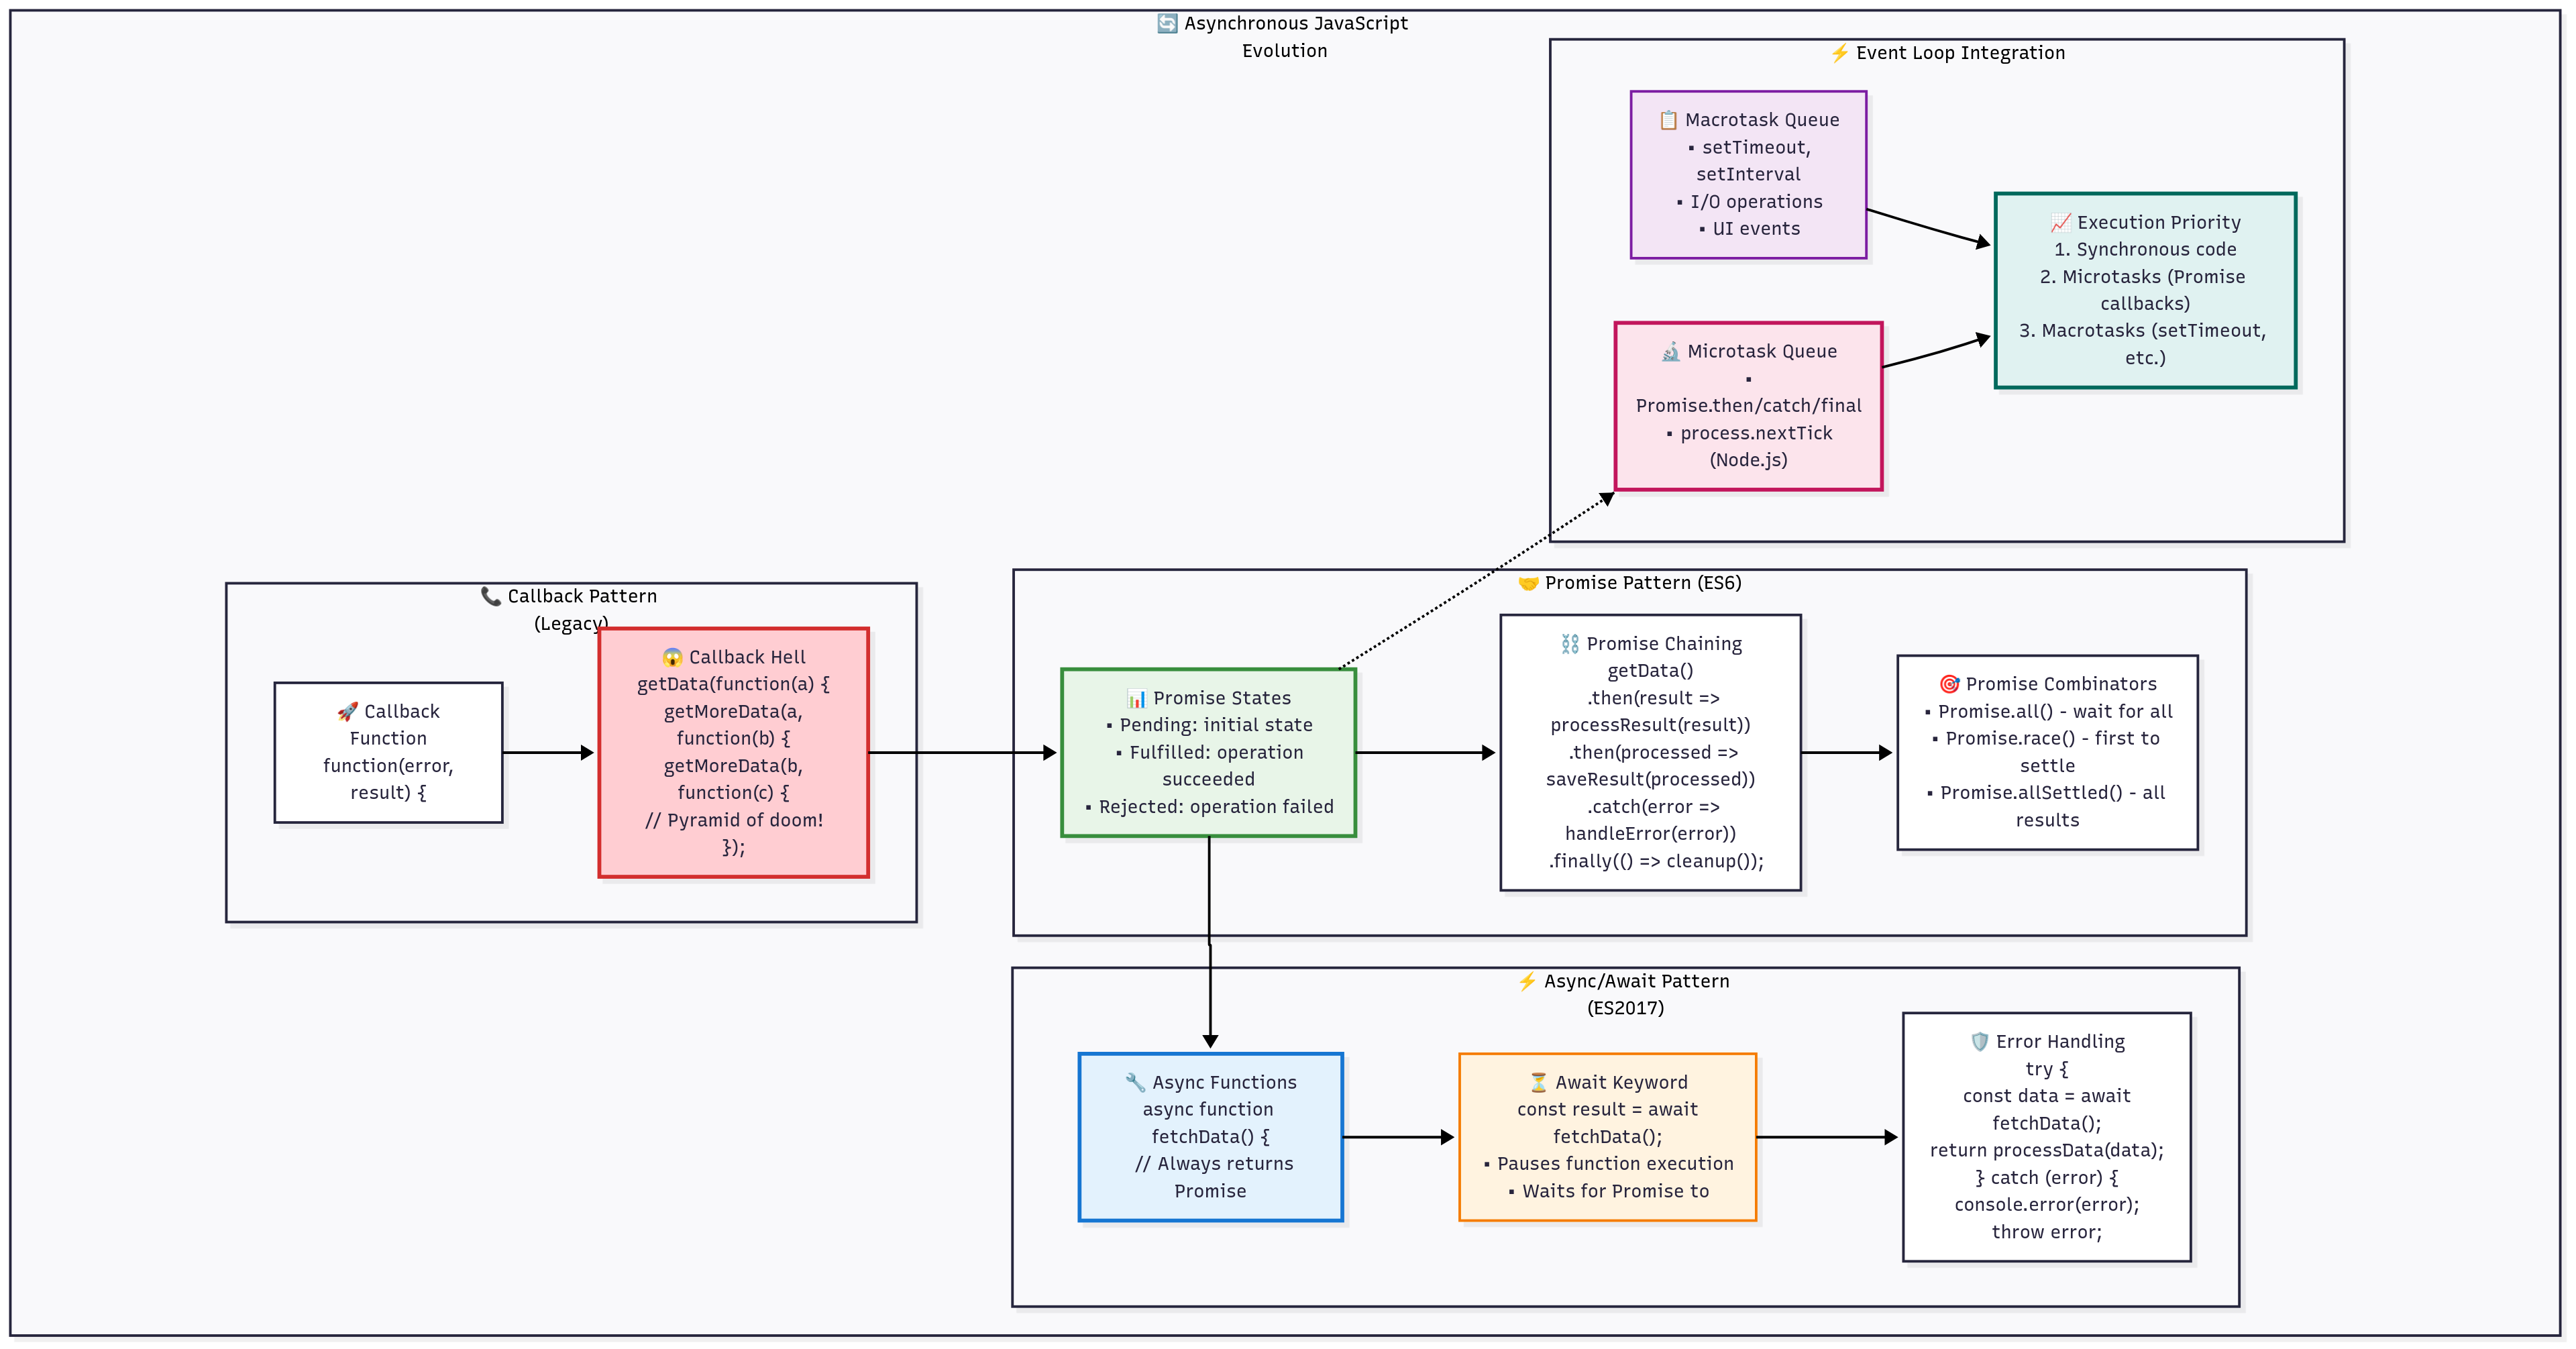 🔄 Asynchronous JavaScript
Evolution
⚡ Event Loop Integration
📋 Macrotask Queue
▪ setTimeout,
setInterval
▪ I/O operations
▪ UI events
📈 Execution Priority
1. Synchronous code
2. Microtasks (Promise
callbacks)
3. Macrotasks (setTimeout,
etc.)
🔬 Microtask Queue
▪
Promise.then/catch/final
▪ process.nextTick
(Node.js)
📞 Callback Pattern
(Legacy)
🚀 Callback
Function
function(error,
result) {
😱 Callback Hell
getData(function(a) {
getMoreData(a,
function(b) {
getMoreData(b,
function(c) {
// Pyramid of doom!
});
🤝 Promise Pattern (ES6)
📊 Promise States
▪ Pending: initial state
▪ Fulfilled: operation
succeeded
▪ Rejected: operation failed
⛓️ Promise Chaining
getData()
.then(result =>
processResult(result))
.then(processed =>
saveResult(processed))
.catch(error =>
handleError(error))
.finally(() => cleanup());
🎯 Promise Combinators
▪ Promise.all() - wait for all
▪ Promise.race() - first to
settle
▪ Promise.allSettled() - all
results
⚡ Async/Await Pattern
(ES2017)
🔧 Async Functions
async function
fetchData() {
// Always returns
Promise
⏳ Await Keyword
const result = await
fetchData();
▪ Pauses function execution
▪ Waits for Promise to
🛡️ Error Handling
try {
const data = await
fetchData();
return processData(data);
} catch (error) {
console.error(error);
throw error;